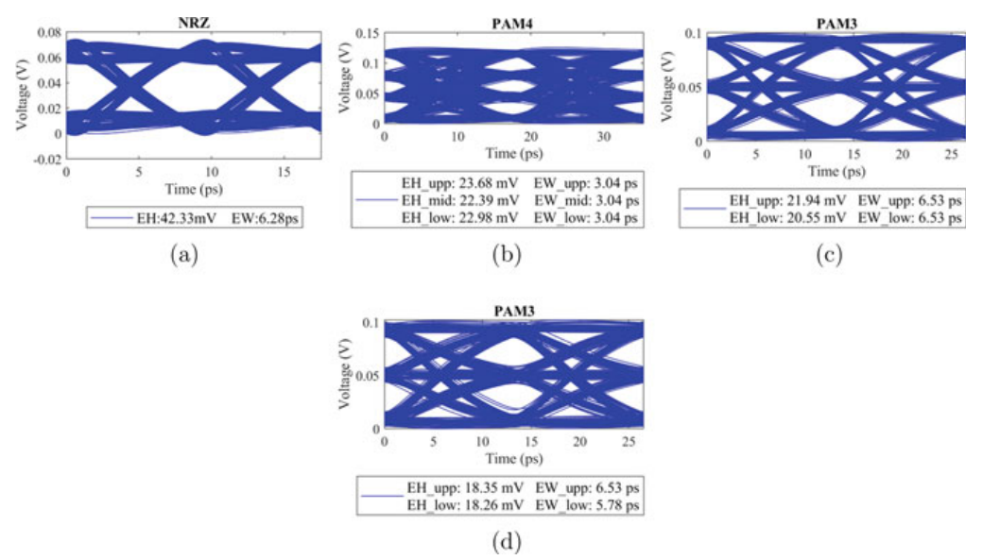 NRZ
0.08
0.06
0.04
0.02
0
-0.02
Voltage (V)
0 5 10 15
Time (ps)
EH:42.33mV EW:6.28ps
(a)
PAM4
0.15
0.1
0.05
0
Voltage (V)
0 10 20 30
Time (ps)
EH_upp: 23.68 mV EW_upp: 3.04 ps
EH_mid: 22.39 mV EW_mid: 3.04 ps
EH_low: 22.98 mV EW_low: 3.04 ps
(b)
PAM3
0.1
0.05
0
Voltage (V)
0 5 10 15 20 25
Time (ps)
EH_upp: 21.94 mV EW_upp: 6.53 ps
EH_low: 20.55 mV EW_low: 6.53 ps
(c)
PAM3
0.1
0.05
0
Voltage (V)
0 5 10 15 20 25
Time (ps)
EH_upp: 18.35 mV EW_upp: 6.53 ps
EH_low: 18.26 mV EW_low: 5.78 ps
(d)